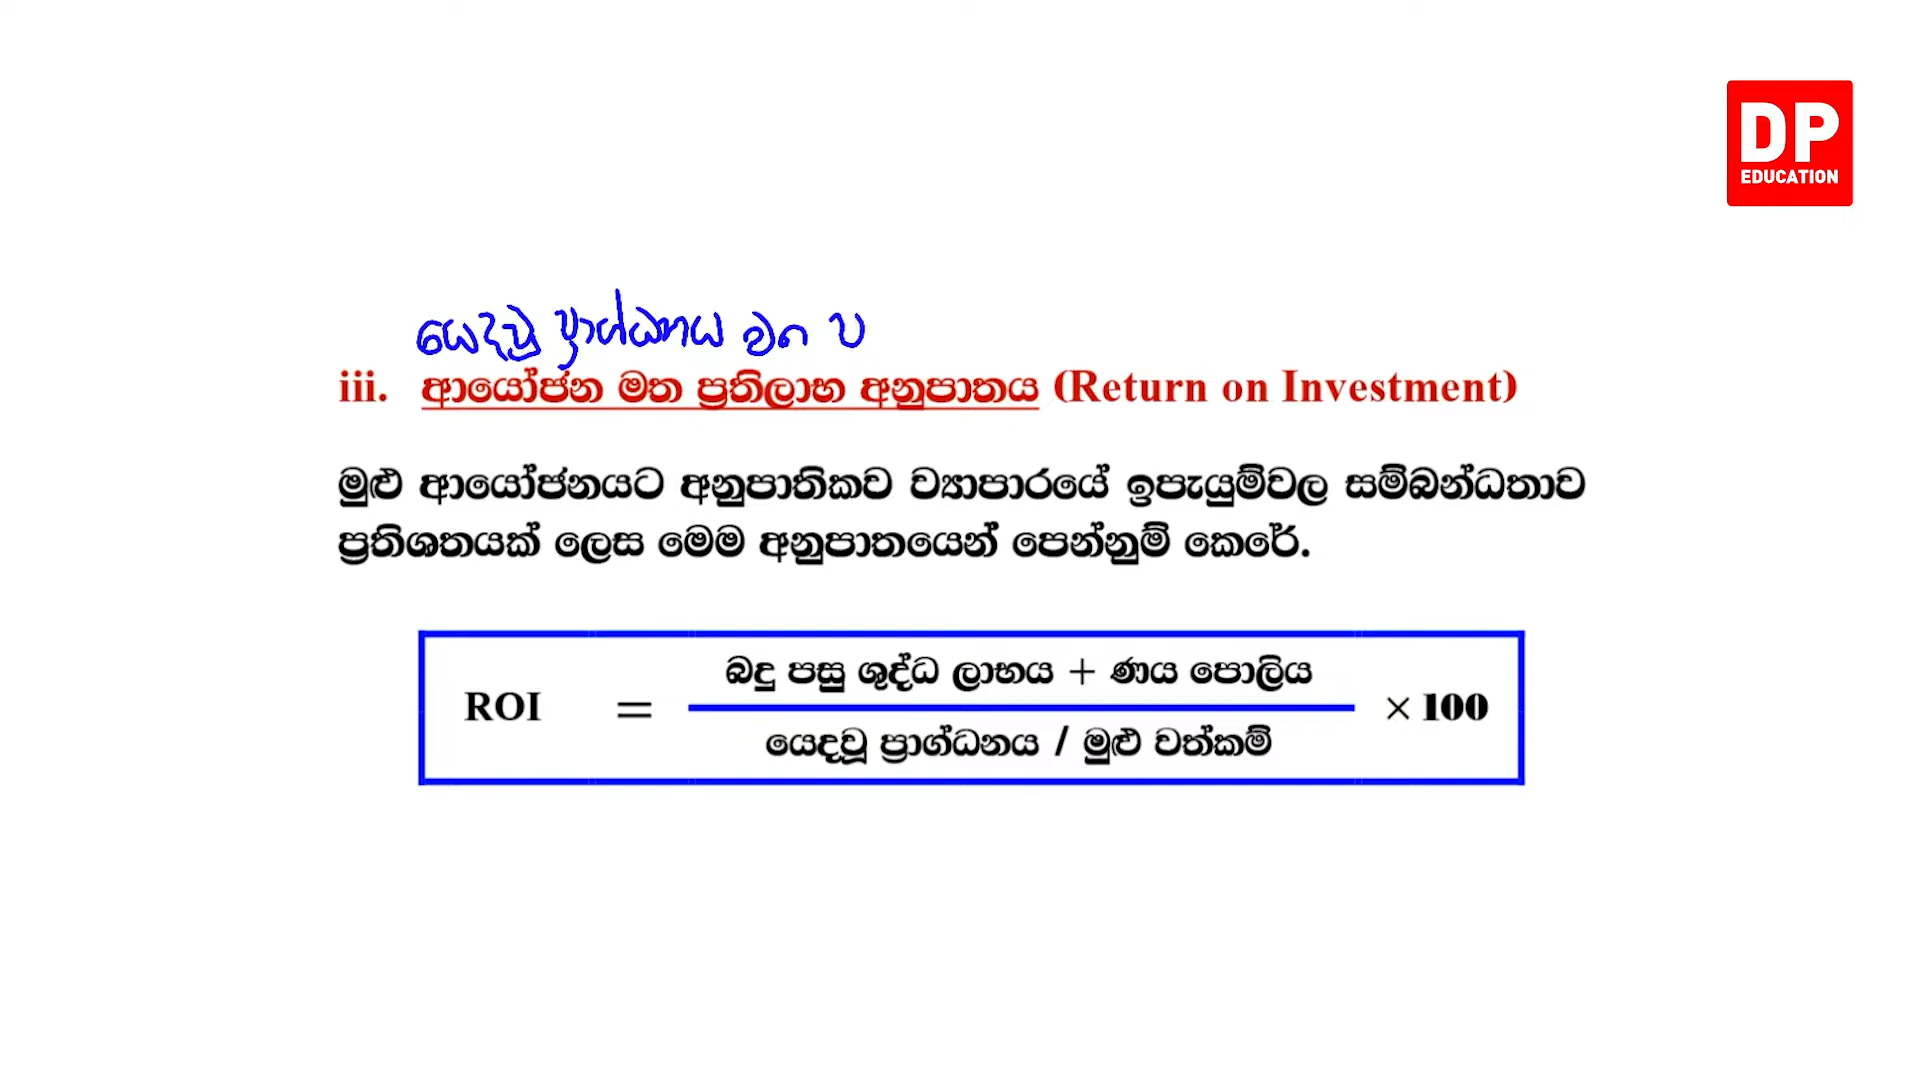 DP
EDUCATION
යෙදවූ ප්‍රාග්ධනය මත ප
iii. ආයෝජන මත ප්‍රතිලාභ අනුපාතය (Return on Investment)
මුළු ආයෝජනයට අනුපාතිකව ව්‍යාපාරයේ ඉපැයුම්වල සම්බන්ධතාව
ප්‍රතිශතයක් ලෙස මෙම අනුපාතයෙන් පෙන්නුම් කෙරේ.
බදු පසු ශුද්ධ ලාභය + ණය පොලිය
ROI = × 100
යෙදවූ ප්‍රාග්ධනය / මුළු වත්කම්